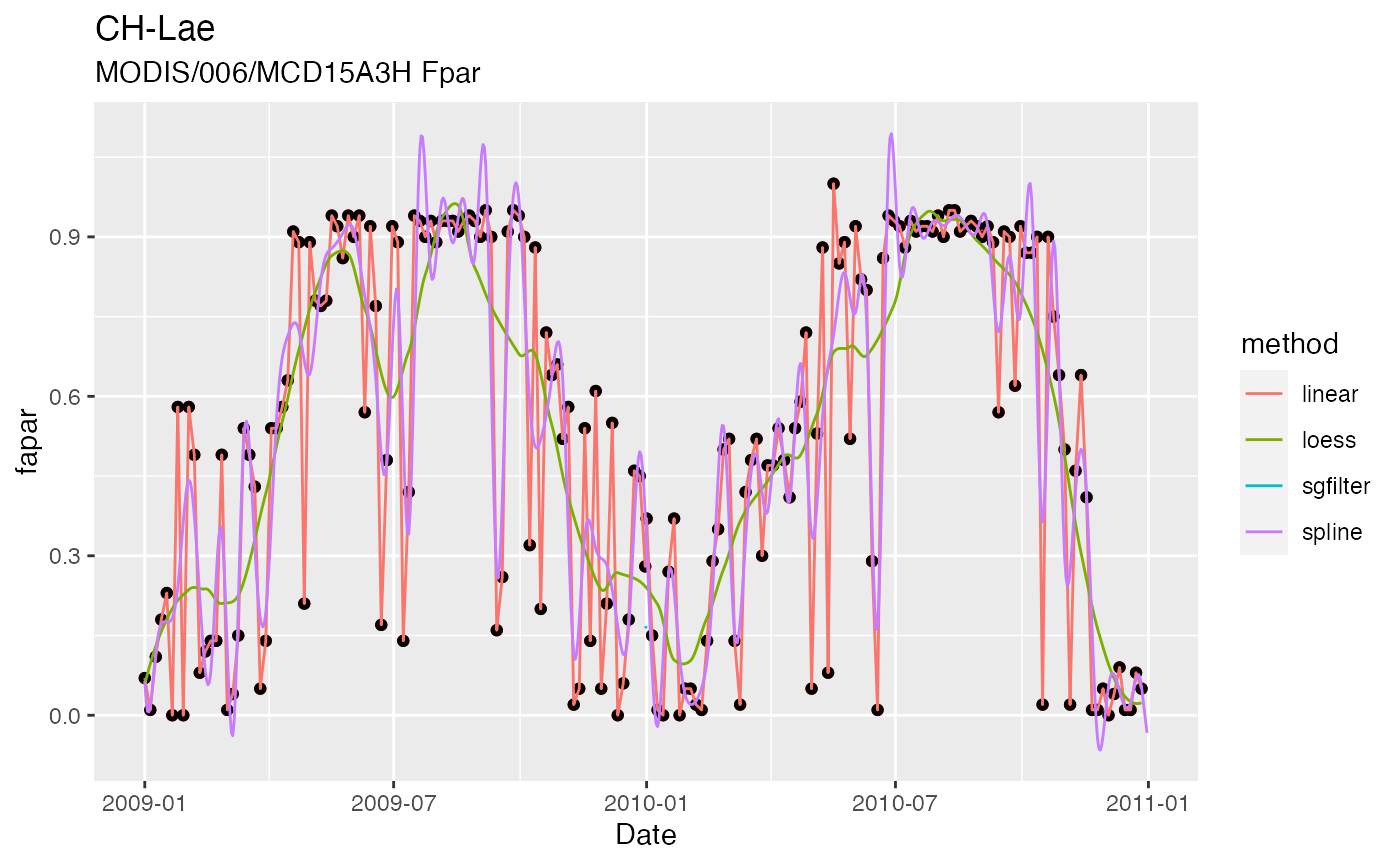 CH-Lae
MODIS/006/MCD15A3H Fpar
fapar
0.9
0.6
0.3
0.0
2009-01
2009-07
2010-01
2010-07
2011-01
Date
method
linear
loess
sgfilter
spline